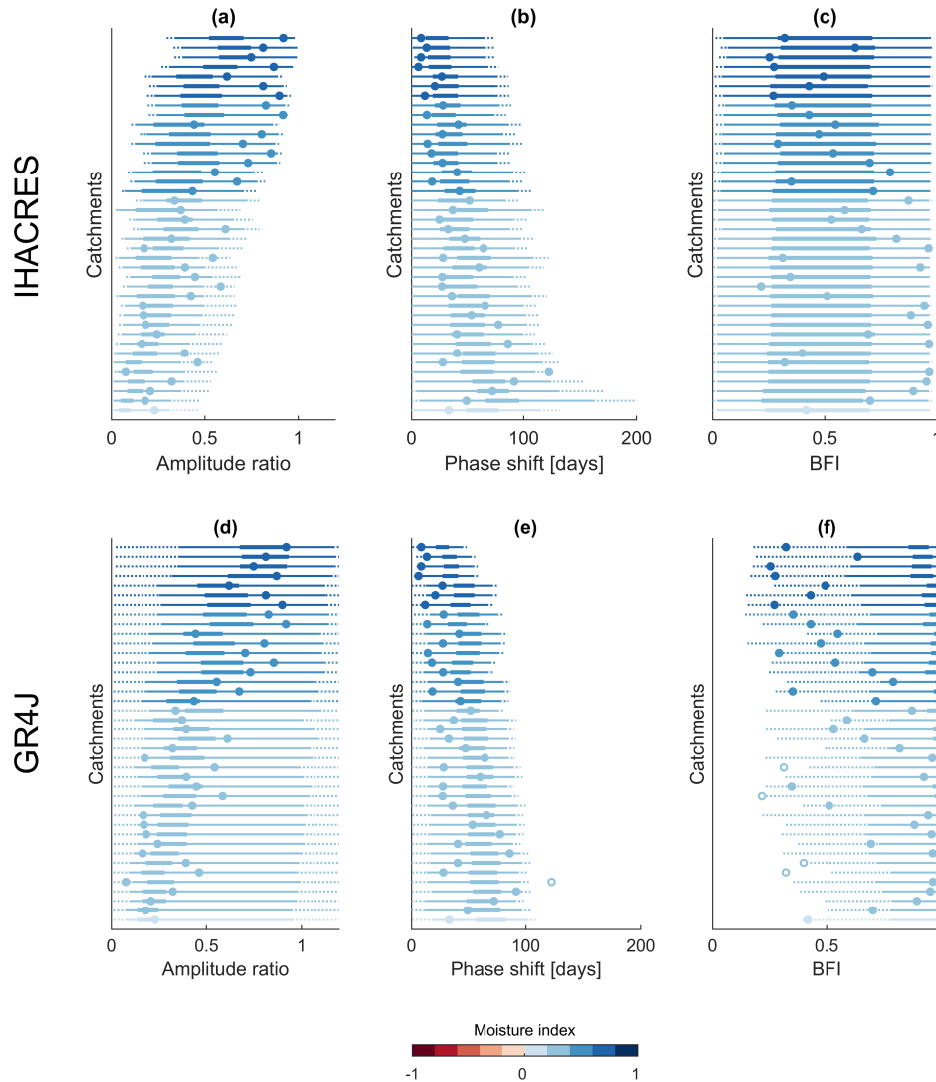 (a) (b) (c)
IHACRES
Catchments Catchments Catchments
0 0.5 1 0 100 200 0 0.5 1
Amplitude ratio Phase shift [days] BFI
(d) (e) (f)
GR4J
Catchments Catchments Catchments
0 0.5 1 0 100 200 0 0.5
Amplitude ratio Phase shift [days] BFI
Moisture index
-1 0 1